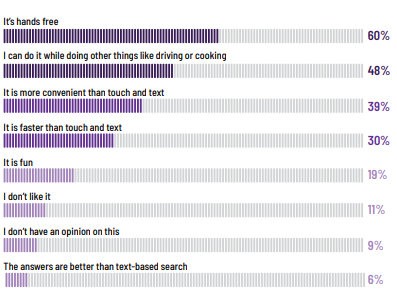 It's hands free
60%
I can do it while doing other things like driving or cooking
48%
It is more convenient than touch and text
39%
It is faster than touch and text
30%
It is fun
19%
I don't like it
11%
I don't have an opinion on this
9%
The answers are better than text-based search
6%